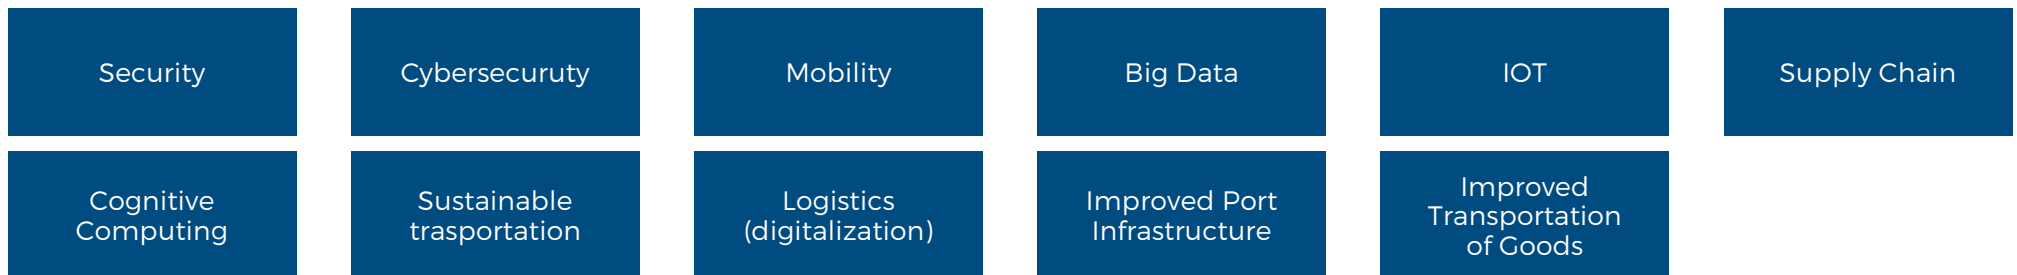 Security
Cybersecuruty
Mobility
Big Data
IOT
Supply Chain
Cognitive
Computing
Sustainable
trasportation
Logistics
(digitalization)
Improved Port
Infrastructure
Improved
Transportation
of Goods